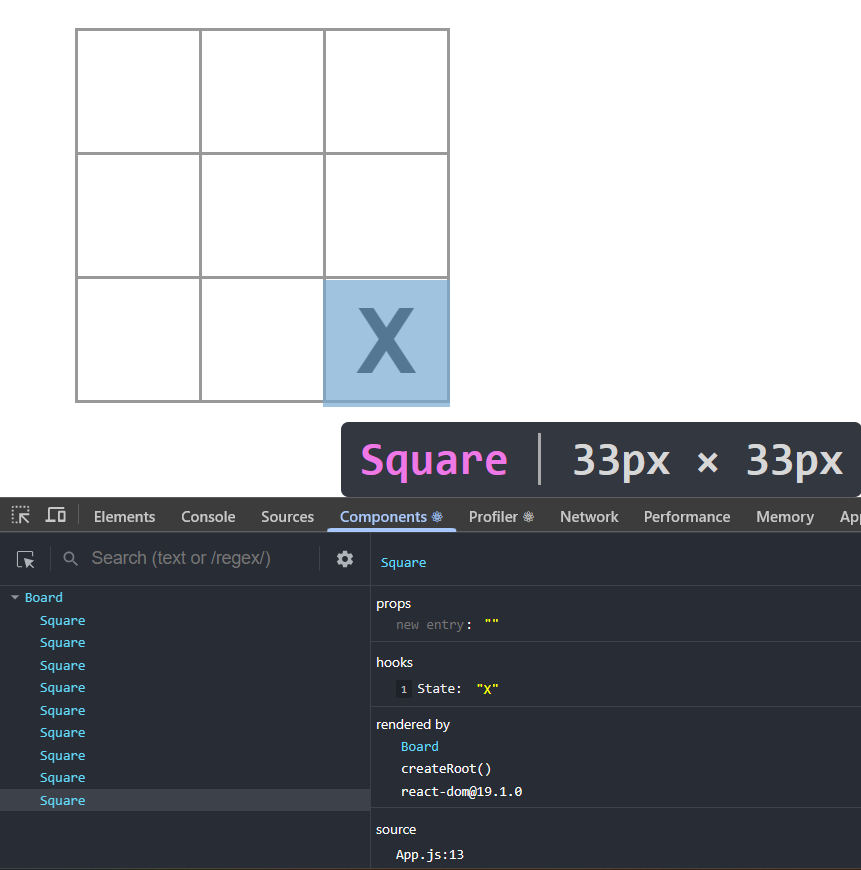 X
Square | 33px × 33px
Elements Console Sources Components ⚛ Profiler ⚛ Network Performance Memory
Search (text or /regex/)
Square
Board
Square
Square
Square
Square
Square
Square
Square
Square
Square
props
new entry: ""
hooks
1 State: "X"
rendered by
Board
createRoot()
react-dom@19.1.0
source
App.js:13